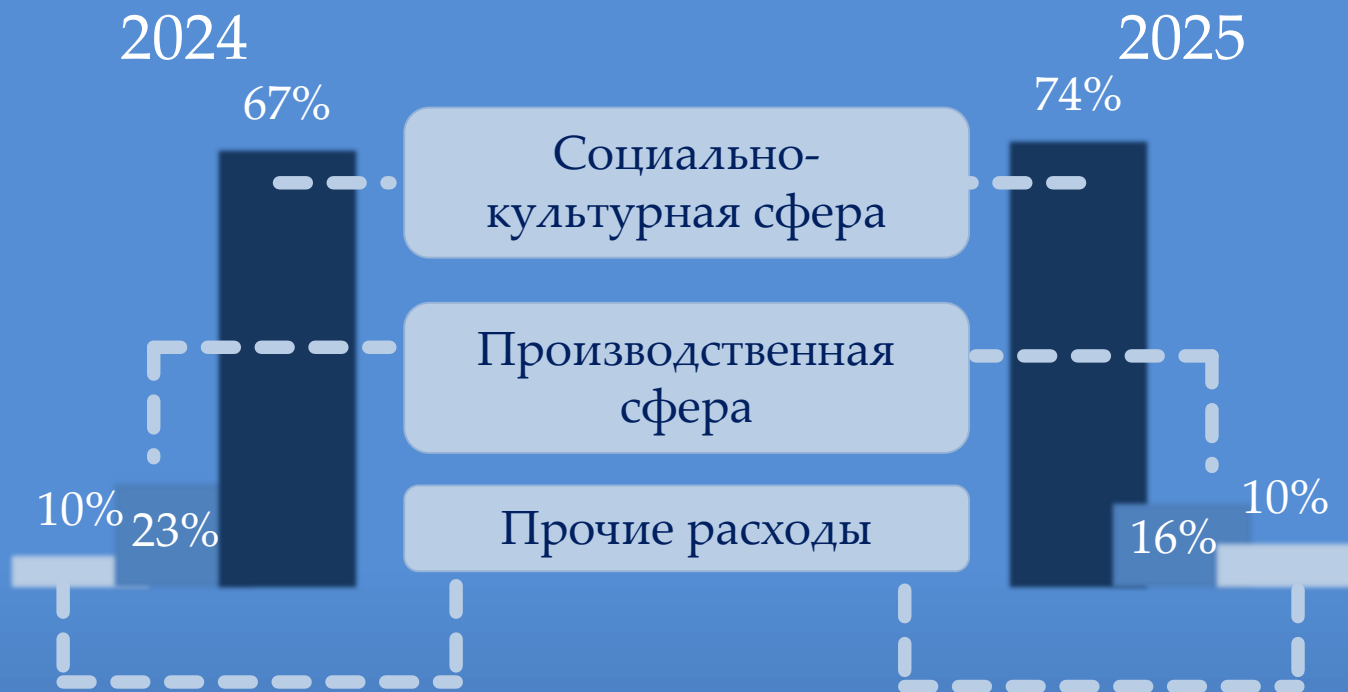 2024
2025
67%
74%
Социально-
культурная сфера
Производственная
сфера
10%
23%
16%
10%
Прочие расходы